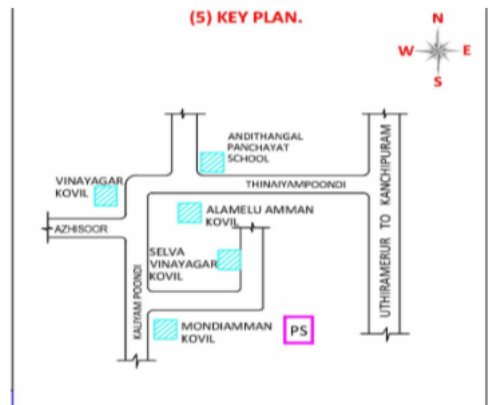 (5) KEY PLAN.
N
W
E
S
ANDITHANGAL
PANCHAYAT
SCHOOL
VINAYAGAR
KOVIL
THINAIYAMPOONDI
ALAMELU AMMAN
KOVIL
AZHISOOR
SELVA
VINAYAGAR
KOVIL
KALIYAM POONDI
UTHIRAMERUR TO KANCHIPURAM
MONDIAMMAN
KOVIL
PS